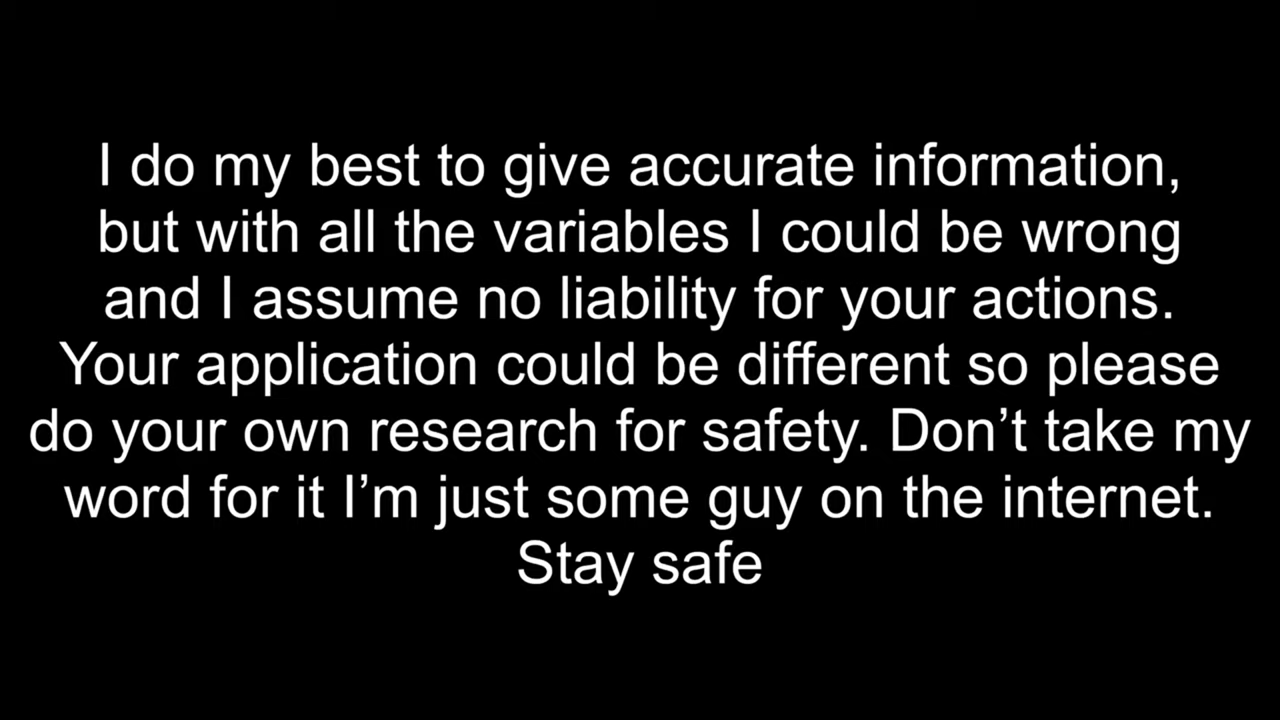 I do my best to give accurate information,
but with all the variables I could be wrong
and I assume no liability for your actions.
Your application could be different so please
do your own research for safety. Don’t take my
word for it I’m just some guy on the internet.
Stay safe